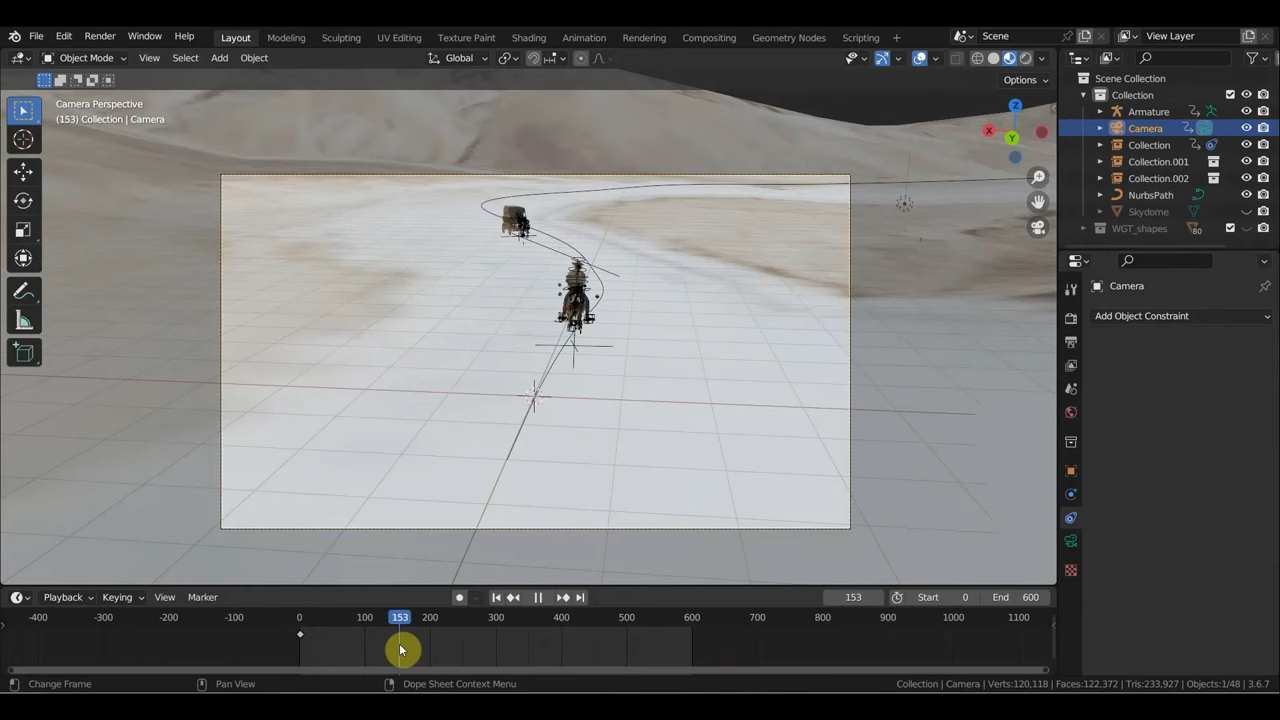 File Edit Render Window Help Layout Modeling Sculpting UV Editing Texture Paint Shading Animation Rendering Compositing Geometry Nodes Scripting + Scene View Layer
Object Mode View Select Add Object Global
Options
Camera Perspective
(153) Collection | Camera
Z
X
Y
Scene Collection
Collection
Armature
Camera
Collection
Collection.001
Collection.002
NurbsPath
Skydome
WGT_shapes 80
Camera
Add Object Constraint
Playback Keying View Marker 153 Start 0 End 600
-400 -300 -200 -100 0 100 153 200 300 400 500 600 700 800 900 1000 1100
Change Frame Pan View Dope Sheet Context Menu Collection | Camera Verts:120,118 Faces:122,372 Tris:233,927 Objects:1/48 3.6.7